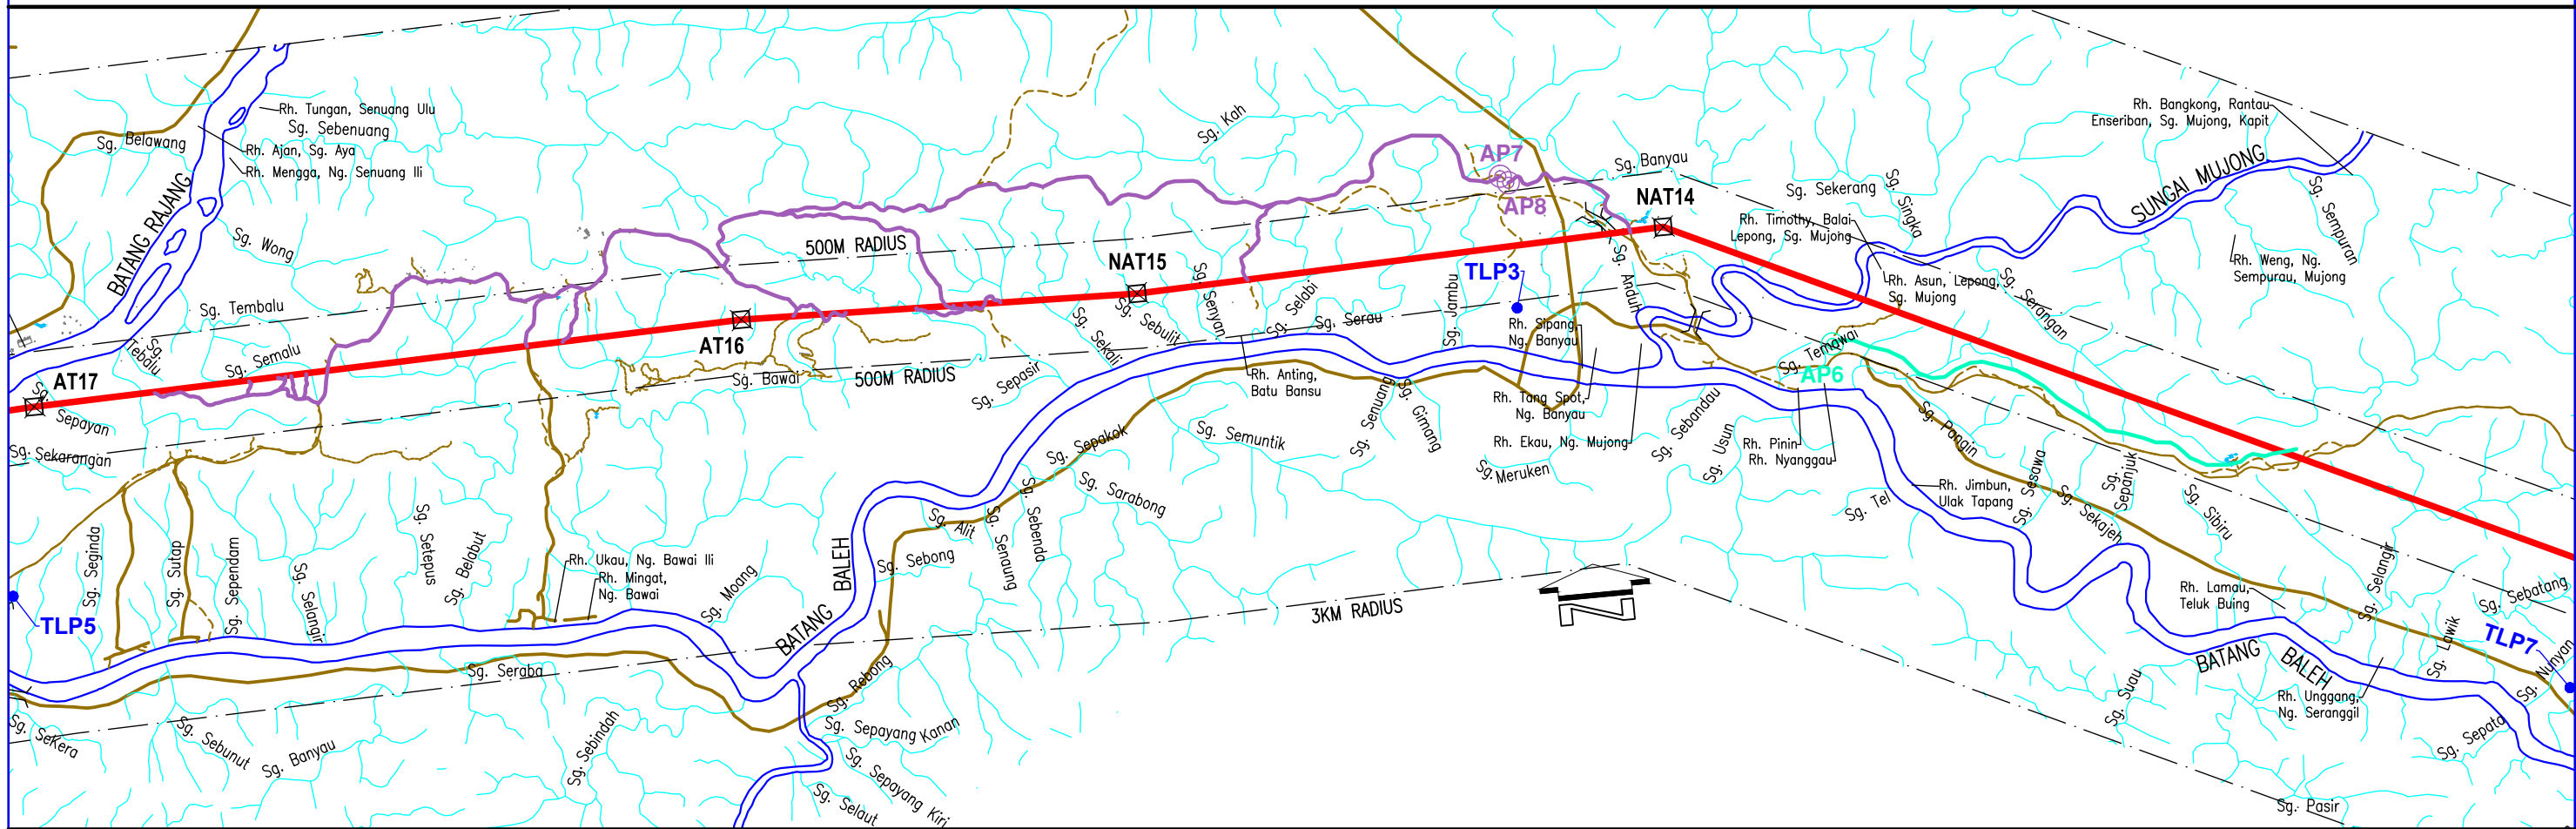 Rh. Tungan, Senuang Ulu
Sg. Sebenuang
Sg. Belawang
Rh. Ajan, Sg. Aya
Rh. Mengga, Ng. Senuang Ili
BATANG RAJANG
Sg. Wong
Sg. Tembalu
Sg.
Tebalu
Sg. Semalu
AT17
Sg. Sepayan
Sg. Sekarangan
Sg. Seginda
Sg. Sutap
Sg. Sependam
Sg. Selangir
Sg. Setepus
Sg. Belabut
TLP5
Sg. Sekera
Sg. Sebunut
Sg. Banyau
Sg. Seraba
Sg. Sebindah
Rh. Ukau, Ng. Bawai Ili
Rh. Mingat,
Ng. Bawai
Sg. Moang
500M RADIUS
AT16
Sg. Bawai
500M RADIUS
BATANG
BALEH
Sg. Rebong
Sg. Sepayang Kanan
Sg. Sepayang Kiri
Sg. Selaut
Sg. Sebong
Sg. Alit
Sg. Senaung
Sg. Sebenda
Sg. Sepakok
Sg. Sarabong
Sg. Sepasir
Sg. Sekali
Sg. Sebulit
NAT15
Sg. Senyan
Sg. Selabi
Sg. Kah
Sg. Serau
Rh. Anting,
Batu Bansu
Sg. Semuntik
Sg. Senuang
Sg. Gimang
Sg. Jambu
TLP3
AP7
AP8
Sg. Banyau
NAT14
Sg. Anduh
Rh. Sipang,
Ng. Banyau
Rh. Tang Spot,
Ng. Banyau
Rh. Ekau, Ng. Mujong
Sg. Meruken
Sg. Sebandau
Sg. Usun
3KM RADIUS
N
Sg. Sekerang
Sg. Singka
Rh. Timothy, Balai
Lepong, Sg. Mujong
Rh. Asun, Lepong,
Sg. Mujong
Sg. Serangan
SUNGAI MUJONG
Rh. Bangkong, Rantau
Enseriban, Sg. Mujong, Kapit
Sg. Sempuran
Rh. Weng, Ng.
Sempurau, Mujong
Sg. Temawai
AP6
Rh. Pinin
Rh. Nyanggau
Sg. Pangin
Sg. Tel
Rh. Jimbun,
Ulak Tapang
Sg. Sesawa
Sg. Sekajeh
Sg.
Sepanjuk
Sg. Sibiru
Rh. Lamau,
Teluk Buing
Sg. Selangir
Sg. Sebatang
Sg. Lawik
TLP7
Sg. Nunyan
BATANG
BALEH
Sg. Suau
Rh. Unggang,
Ng. Seranggil
Sg. Sepata
Sg. Pasir